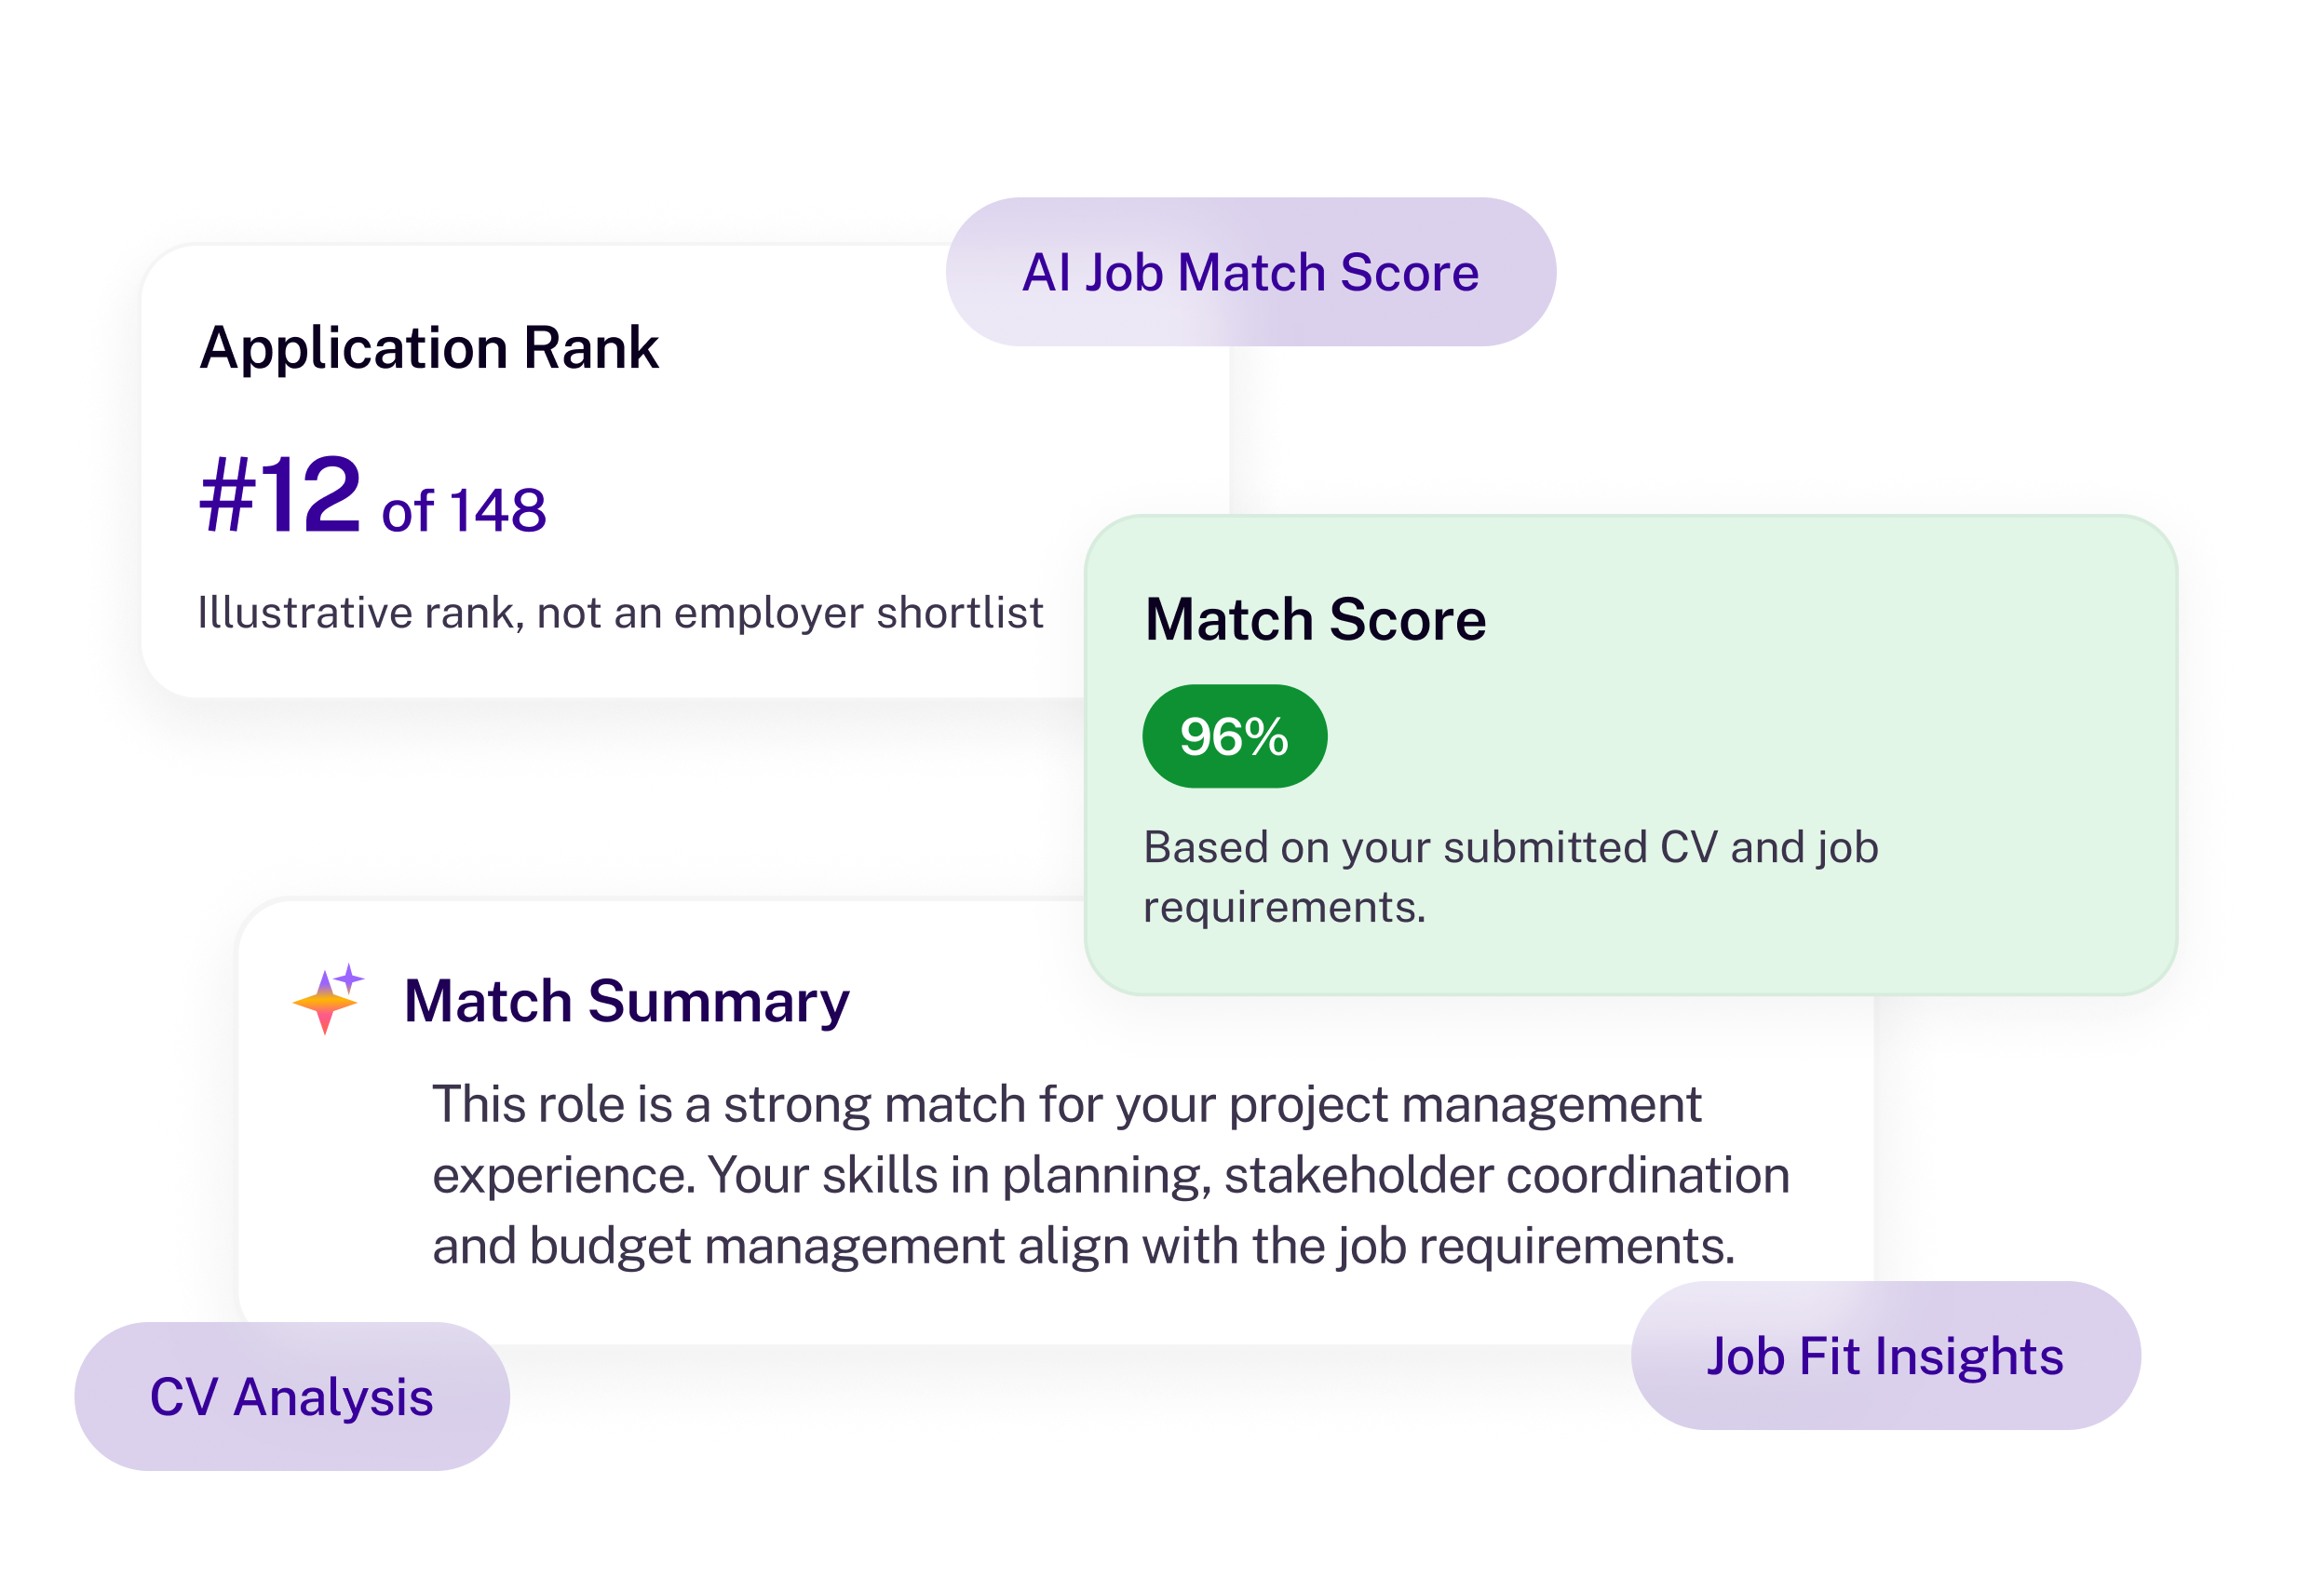 AI Job Match Score
Application Rank
#12 of 148
Illustrative rank, not an employer shortlist
Match Score
96%
Based on your submitted CV and job
requirements.
Match Summary
This role is a strong match for your project management
experience. Your skills in planning, stakeholder coordination
and budget management align with the job requirements.
Job Fit Insights
CV Analysis